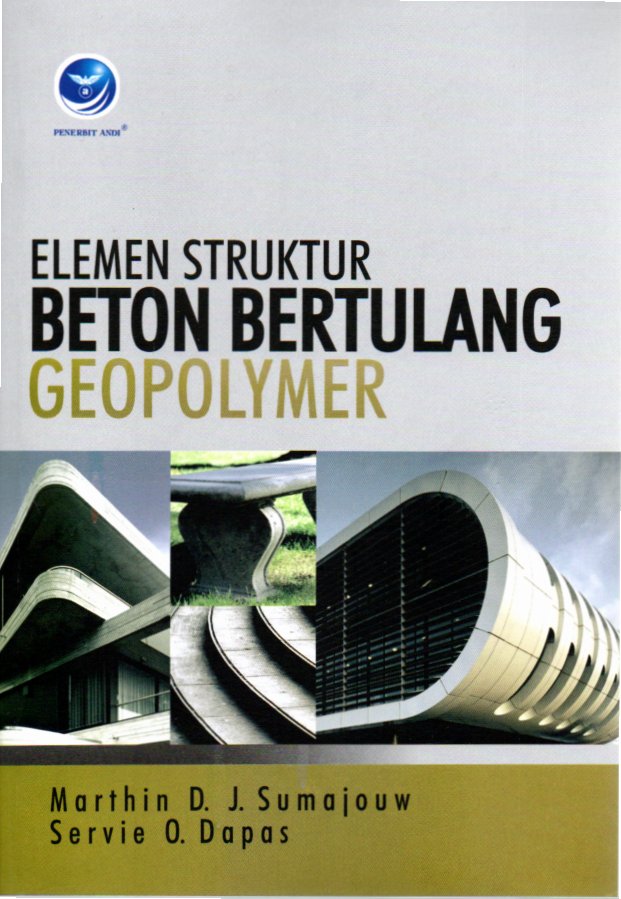 a
PENERBIT ANDI®
ELEMEN STRUKTUR
BETON BERTULANG
GEOPOLYMER
Marthin D. J. Sumajouw
Servie O. Dapas